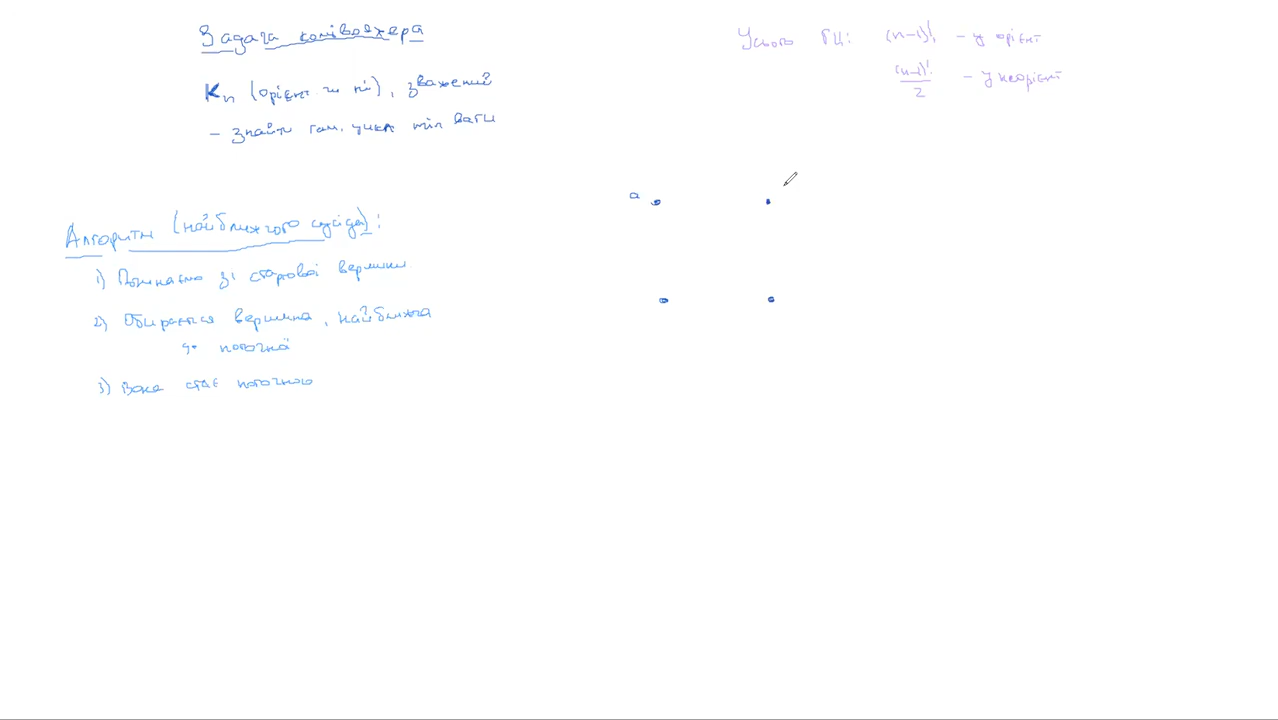 Задача комівояжера
Kn (орієнт. чи ні), зважений
- знайти гам. цикл мін ваги
Усього ГЦ: (n-1)! - у орієнт
(n-1)!/2 - у неорієнт
a
Алгоритм (найближчого сусіда):
1) Починаємо зі стартової вершини
2) Обирається вершина, найближча
до поточної
3) Вона стає поточною